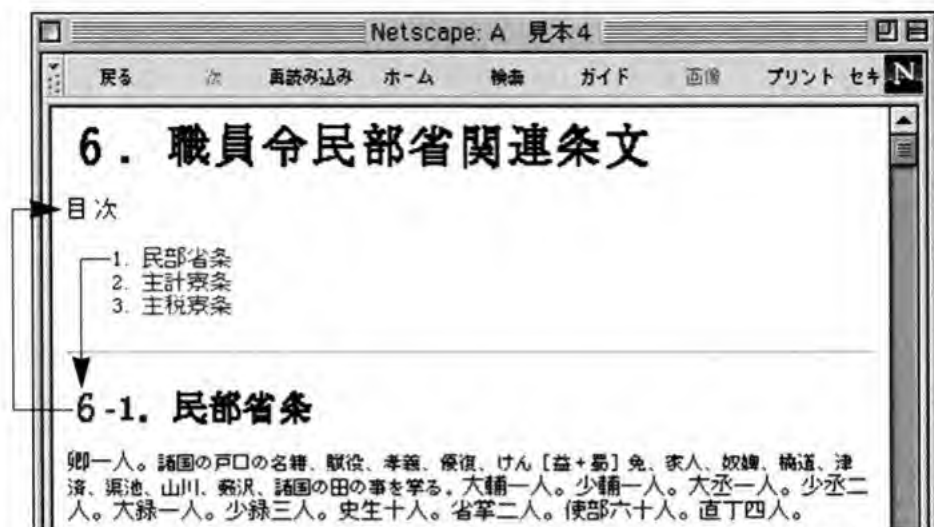 Netscape: A 見本4
戻る 次 再読み込み ホーム 検索 ガイド 画像 プリント セキ N
6. 職員令民部省関連条文
目次
1. 民部省条
2. 主計寮条
3. 主税寮条
6-1. 民部省条
卿一人。諸国の戸口の名籍、賦役、孝義、優復、けん［益＋蜀］免、家人、奴婢、橋道、津
済、渠池、山川、藪沢、諸国の田の事を掌る。大輔一人。少輔一人。大丞一人。少丞二
人。大録一人。少録三人。史生十人。省掌二人。使部六十人。直丁四人。